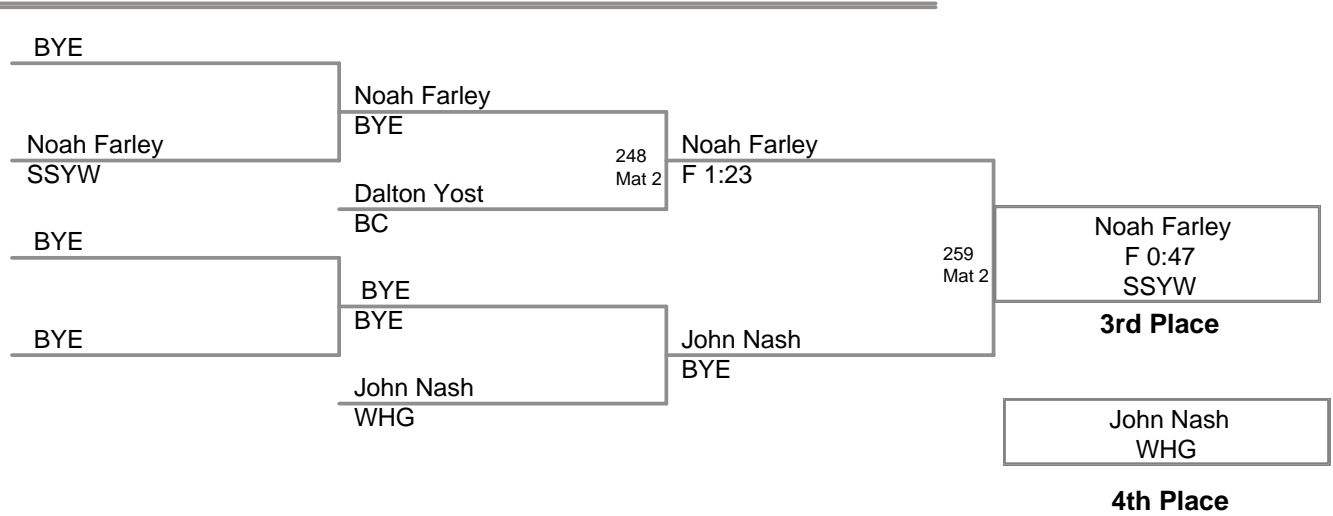 BYE
Noah Farley
SSYW
BYE
BYE
Noah Farley
BYE
Dalton Yost
BC
BYE
BYE
John Nash
WHG
248
Mat 2
Noah Farley
F 1:23
John Nash
BYE
259
Mat 2
Noah Farley
F 0:47
SSYW
3rd Place
John Nash
WHG
4th Place